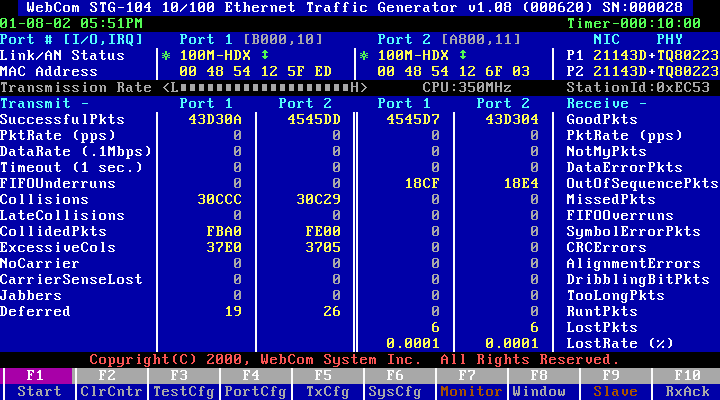 WebCom STG-104 10/100 Ethernet Traffic Generator v1.08 (000620) SN:000028
01-08-02 05:51PM Timer-000:10:00
Port # [I/O,IRQ] Port 1 [B000,10] Port 2 [A800,11] NIC PHY
Link/AN Status * 100M-HDX ↕ * 100M-HDX ↕ P1 21143D+TQ80223
MAC Address 00 48 54 12 5F ED 00 48 54 12 6F 03 P2 21143D+TQ80223
Transmission Rate <L■■■■■■■■■■■■■■■■■■■■H> CPU:350MHz StationId:0xEC53
Transmit - Port 1 Port 2 Port 1 Port 2 Receive -
SuccessfulPkts 43D30A 4545DD 4545D7 43D304 GoodPkts
PktRate (pps) 0 0 0 0 PktRate (pps)
DataRate (.1Mbps) 0 0 0 0 NotMyPkts
Timeout (1 sec.) 0 0 0 0 DataErrorPkts
FIFOUnderruns 0 0 18CF 18E4 OutOfSequencePkts
Collisions 30CCC 30C29 0 0 MissedPkts
LateCollisions 0 0 0 0 FIFOOverruns
CollidedPkts FBA0 FE00 0 0 SymbolErrorPkts
ExcessiveCols 37E0 3705 0 0 CRCErrors
NoCarrier 0 0 0 0 AlignmentErrors
CarrierSenseLost 0 0 0 0 DribblingBitPkts
Jabbers 0 0 0 0 TooLongPkts
Deferred 19 26 0 0 RuntPkts
6 6 LostPkts
0.0001 0.0001 LostRate (%)
Copyright(C) 2000, WebCom System Inc. All Rights Reserved.
F1 F2 F3 F4 F5 F6 F7 F8 F9 F10
Start ClrCntr TestCfg PortCfg TxCfg SysCfg Monitor Window Slave RxAck